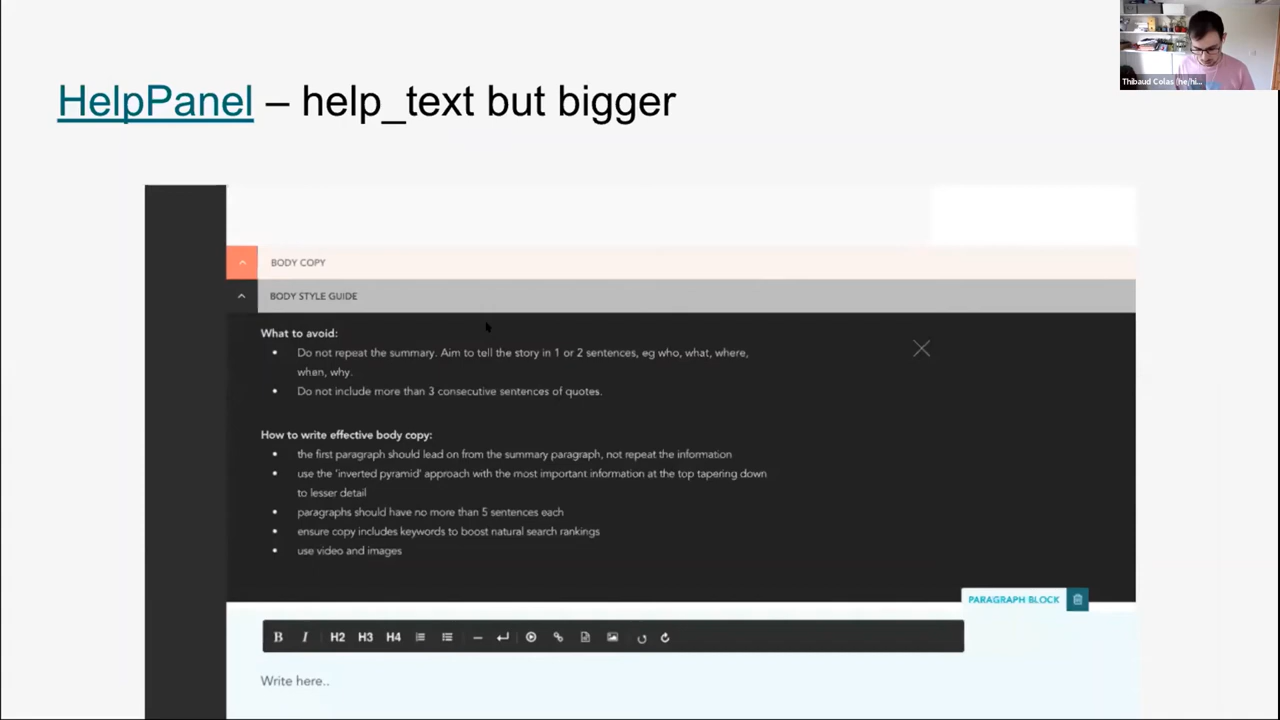 HelpPanel – help_text but bigger
Thibaud Colas (he/hi...
BODY COPY
BODY STYLE GUIDE
What to avoid:
• Do not repeat the summary. Aim to tell the story in 1 or 2 sentences, eg who, what, where,
when, why.
• Do not include more than 3 consecutive sentences of quotes.
How to write effective body copy:
• the first paragraph should lead on from the summary paragraph, not repeat the information
• use the 'inverted pyramid' approach with the most important information at the top tapering down
to lesser detail
• paragraphs should have no more than 5 sentences each
• ensure copy includes keywords to boost natural search rankings
• use video and images
PARAGRAPH BLOCK
B I H2 H3 H4
Write here..